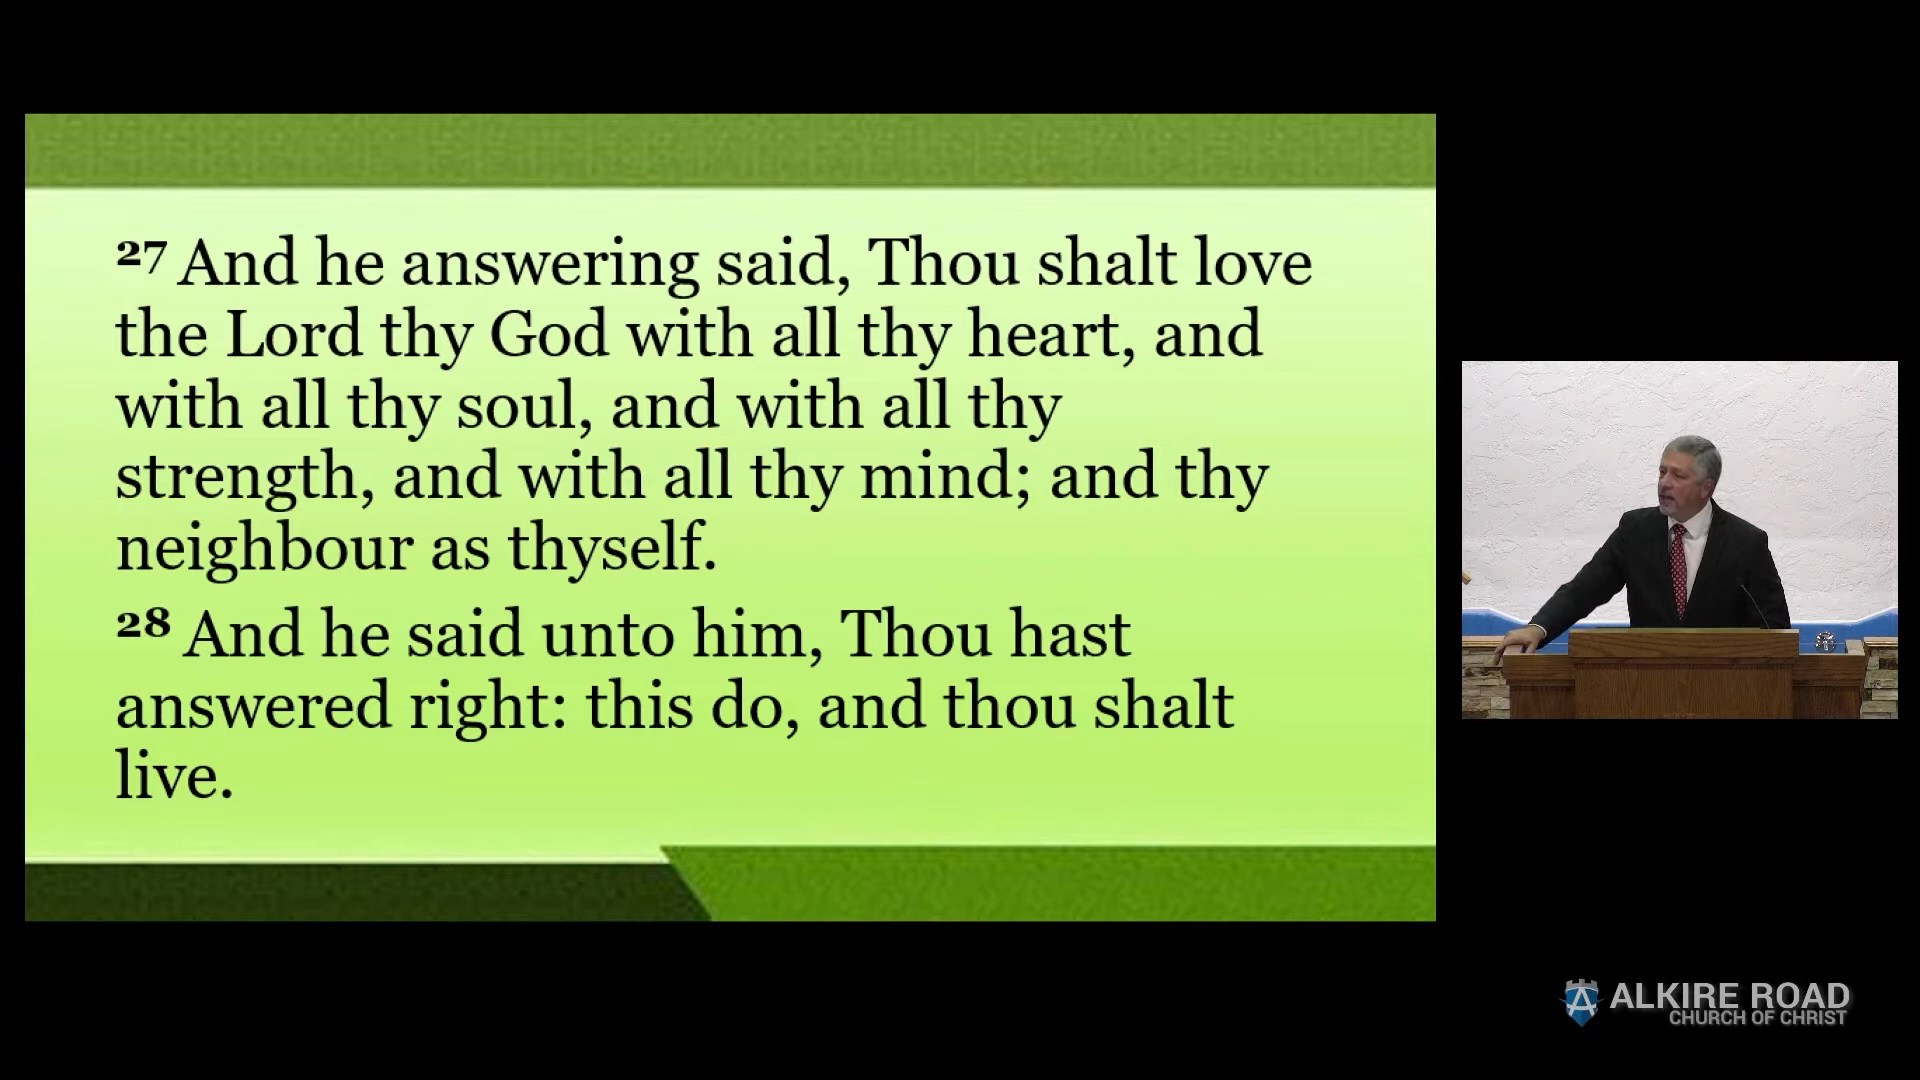 27 And he answering said, Thou shalt love
the Lord thy God with all thy heart, and
with all thy soul, and with all thy
strength, and with all thy mind; and thy
neighbour as thyself.
28 And he said unto him, Thou hast
answered right: this do, and thou shalt
live.
ALKIRE ROAD
CHURCH OF CHRIST